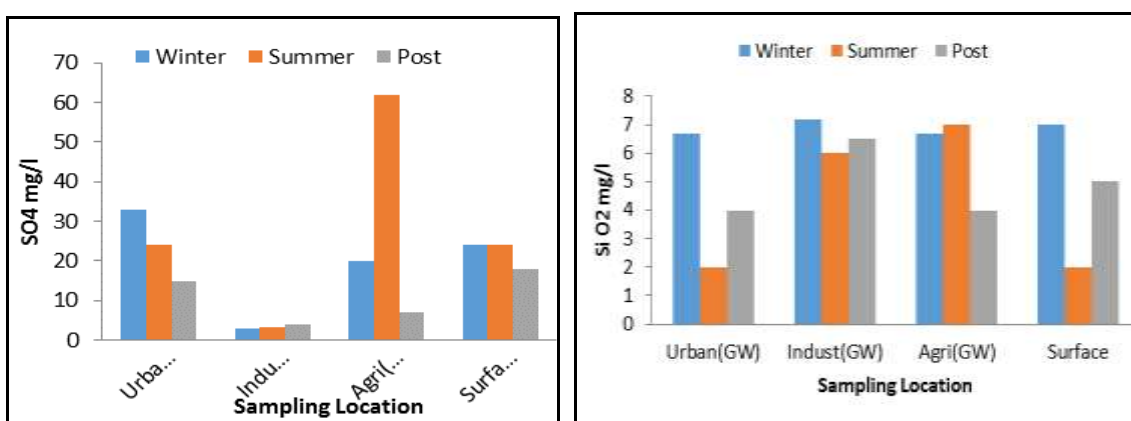 Winter Summer Post
70
60
50
40
30
20
10
0
SO4 mg/l
Urba...
Indu...
Agri(...
Surfa...
Sampling Location
Winter Summer Post
8
7
6
5
4
3
2
1
0
Si O2 mg/l
Urban(GW) Indust(GW) Agri(GW) Surface
Sampling Location